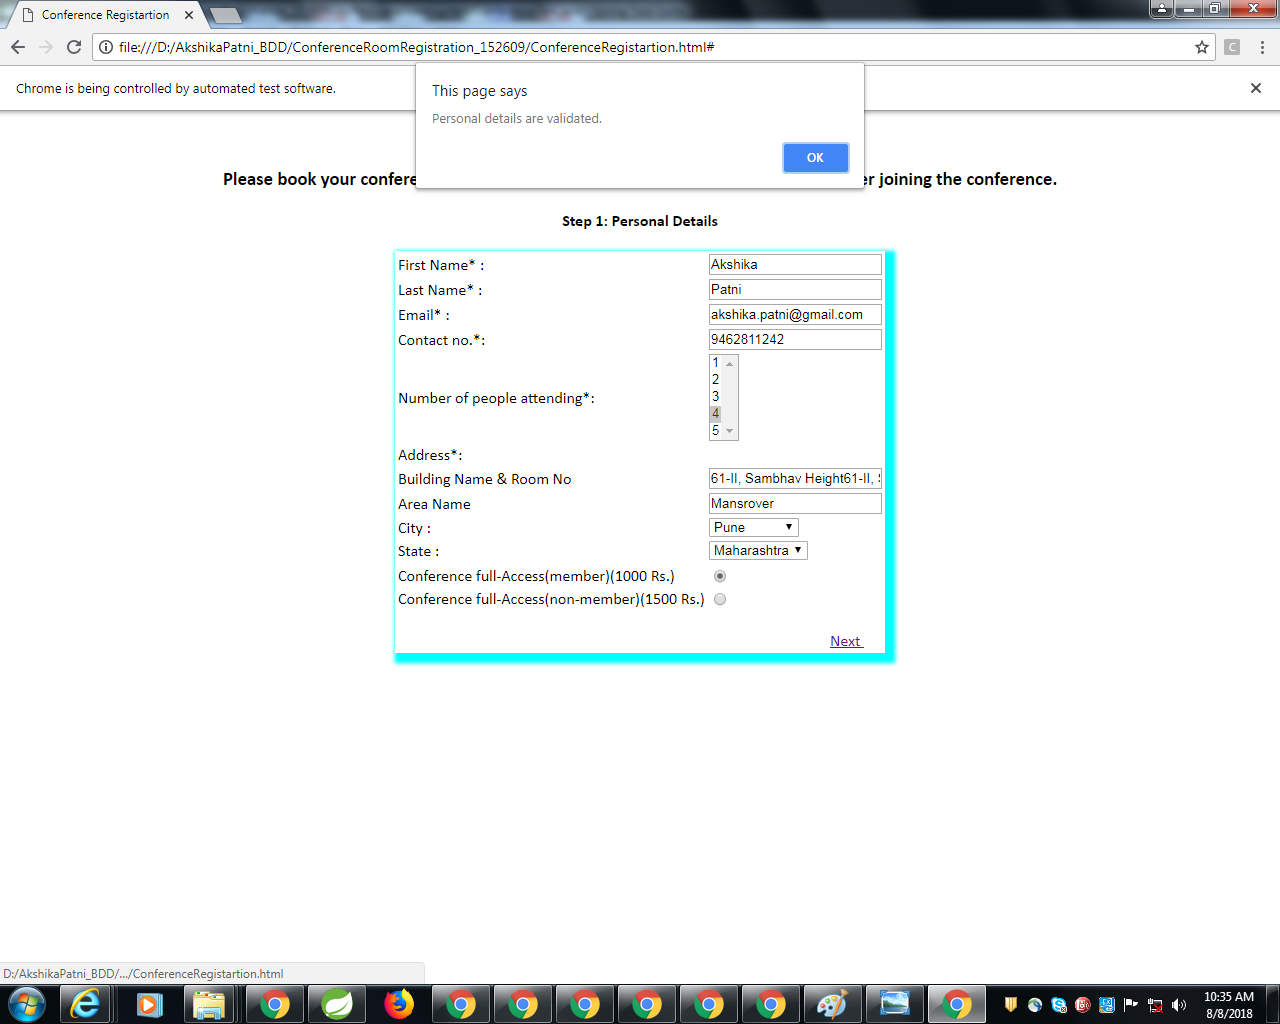 Conference Registartion
file:///D:/AkshikaPatni_BDD/ConferenceRoomRegistration_152609/ConferenceRegistartion.html#
C
Chrome is being controlled by automated test software.
This page says
Personal details are validated.
OK
Please book your confere
er joining the conference.
Step 1: Personal Details
First Name* : Akshika
Last Name* : Patni
Email* : akshika.patni@gmail.com
Contact no.*: 9462811242
1
2
3
Number of people attending*:
4
5
Address*:
Building Name & Room No 61-II, Sambhav Height61-II,
Area Name Mansrover
City : Pune
State : Maharashtra
Conference full-Access(member)(1000 Rs.)
Conference full-Access(non-member)(1500 Rs.)
Next
D:/AkshikaPatni_BDD/.../ConferenceRegistartion.html
10:35 AM
8/8/2018